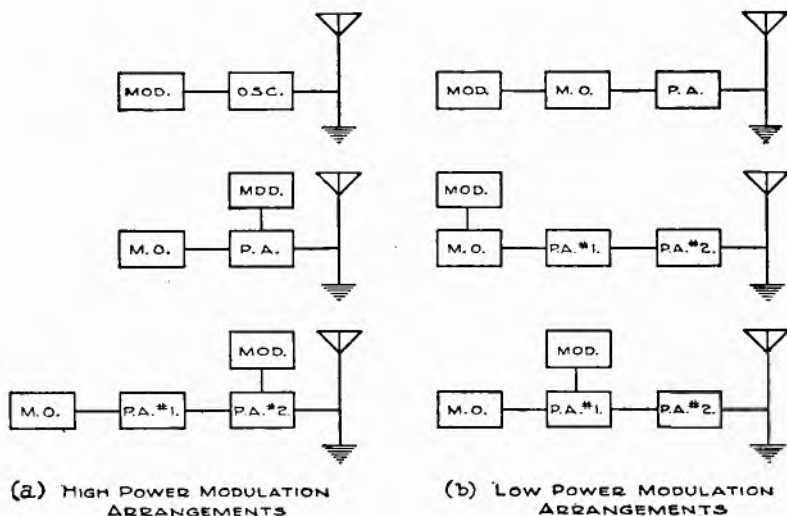 MOD. OSC.
MOD. M.O. P.A.
MOD.
M.O. P.A.
MOD.
M.O. P.A.#1. P.A.#2.
MOD.
M.O. P.A.#1. P.A.#2.
MOD.
M.O. P.A.#1. P.A.#2.
(a) HIGH POWER MODULATION
ARRANGEMENTS
(b) LOW POWER MODULATION
ARRANGEMENTS